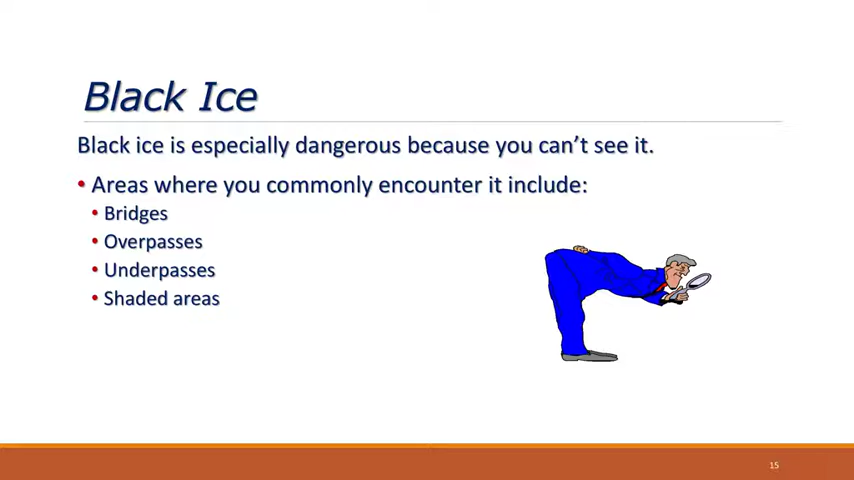 Black Ice
Black ice is especially dangerous because you can’t see it.
• Areas where you commonly encounter it include:
• Bridges
• Overpasses
• Underpasses
• Shaded areas
15